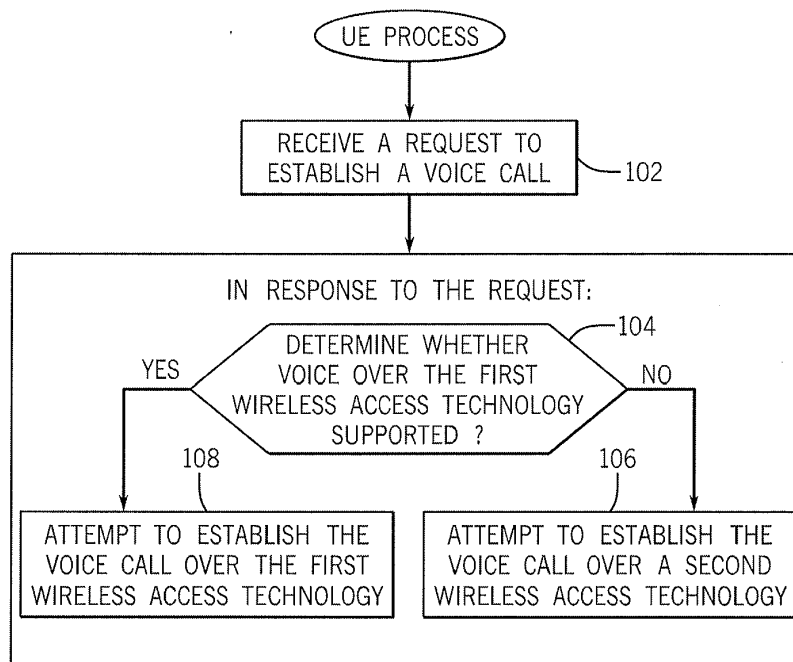 UE PROCESS
RECEIVE A REQUEST TO
ESTABLISH A VOICE CALL
102
IN RESPONSE TO THE REQUEST:
104
DETERMINE WHETHER
VOICE OVER THE FIRST
WIRELESS ACCESS TECHNOLOGY
SUPPORTED ?
YES
NO
108
ATTEMPT TO ESTABLISH THE
VOICE CALL OVER THE FIRST
WIRELESS ACCESS TECHNOLOGY
106
ATTEMPT TO ESTABLISH THE
VOICE CALL OVER A SECOND
WIRELESS ACCESS TECHNOLOGY